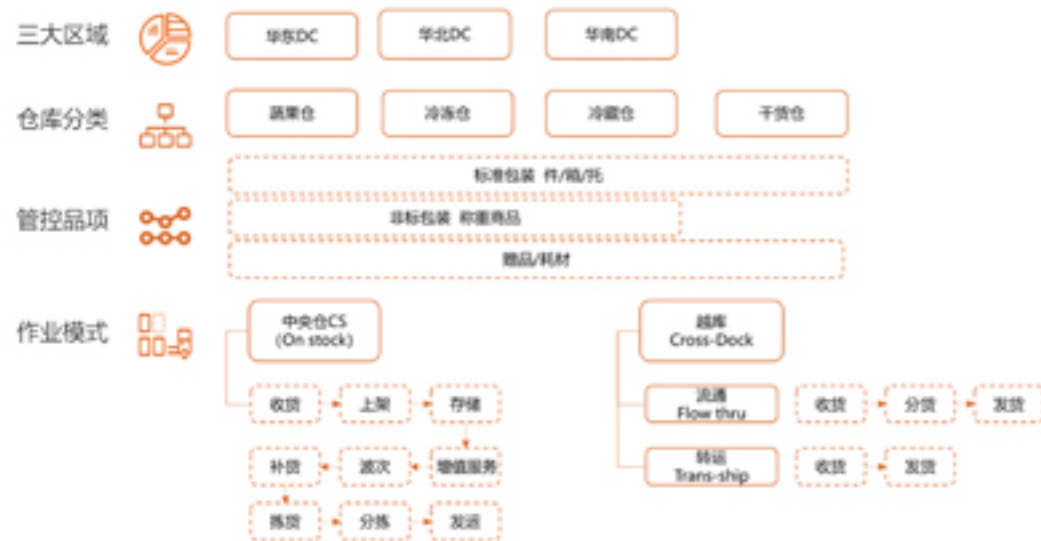 三大区域
华东DC
华北DC
华南DC
仓库分类
蔬果仓
冷冻仓
冷藏仓
干货仓
管控品项
标准包装 件/箱/托
非标包装 称重商品
赠品/耗材
作业模式
中央仓CS
(On stock)
收货
上架
存储
补货
波次
增值服务
拣货
分拣
发运
越库
Cross-Dock
流通
Flow thru
收货
分货
发货
转运
Trans-ship
收货
发货